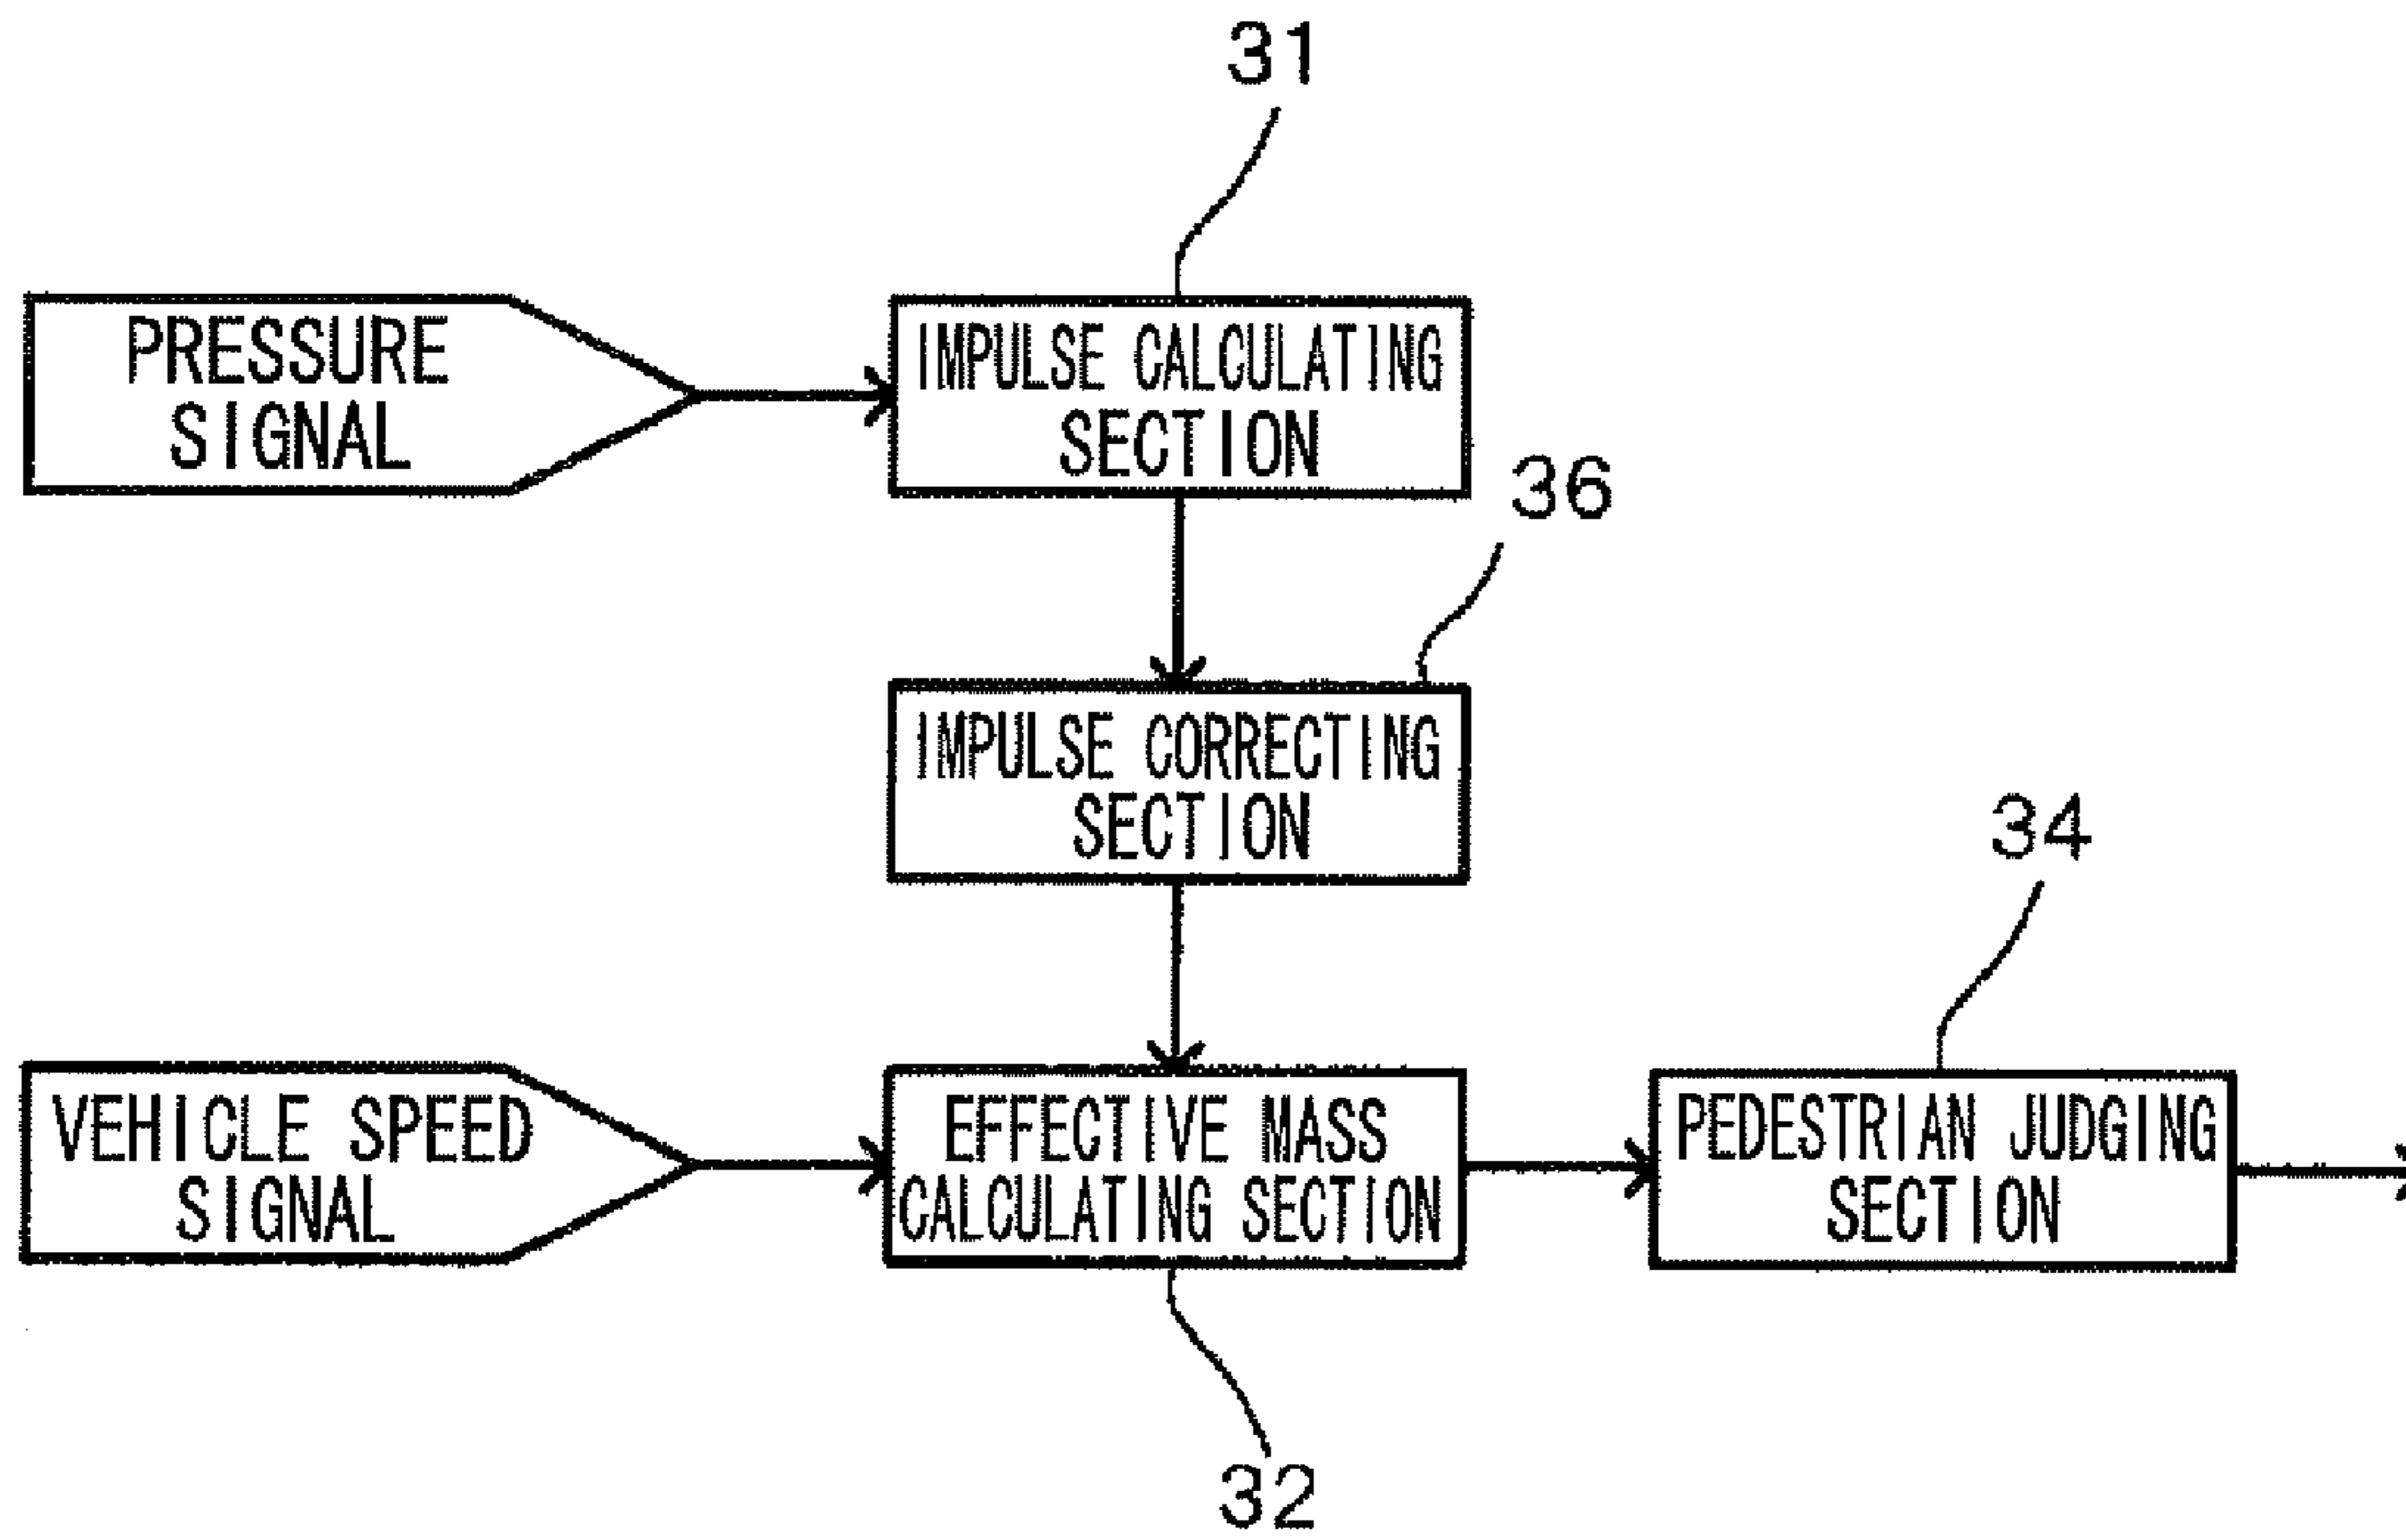 31
PRESSURE
SIGNAL
IMPULSE CALCULATING
SECTION
36
IMPULSE CORRECTING
SECTION
34
VEHICLE SPEED
SIGNAL
EFFECTIVE MASS
CALCULATING SECTION
PEDESTRIAN JUDGING
SECTION
32